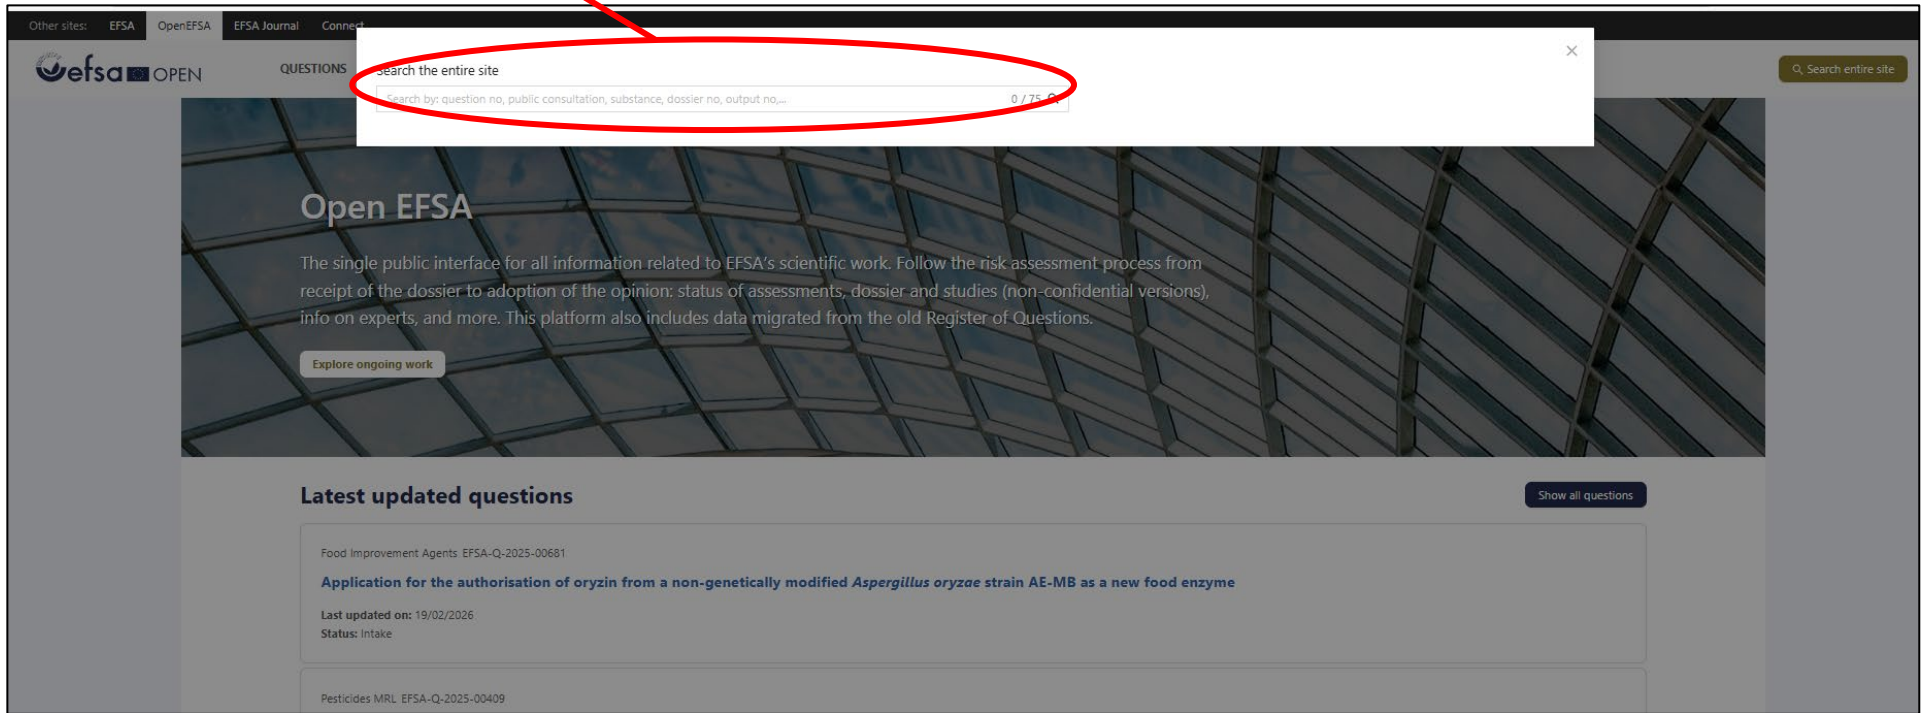 Other sites: EFSA OpenEFSA EFSA Journal Connect
efsa OPEN QUESTIONS
Search the entire site
Search entire site
Search by: question no, public consultation, substance, dossier no, output no,... 0 / 75
Open EFSA
The single public interface for all information related to EFSA's scientific work. Follow the risk assessment process from
receipt of the dossier to adoption of the opinion: status of assessments, dossier and studies (non-confidential versions),
info on experts, and more. This platform also includes data migrated from the old Register of Questions.
Explore ongoing work
Latest updated questions
Show all questions
Food Improvement Agents EFSA-Q-2025-00681
Application for the authorisation of oryzin from a non-genetically modified Aspergillus oryzae strain AE-MB as a new food enzyme
Last updated on: 19/02/2026
Status: Intake
Pesticides MRL EFSA-Q-2025-00409